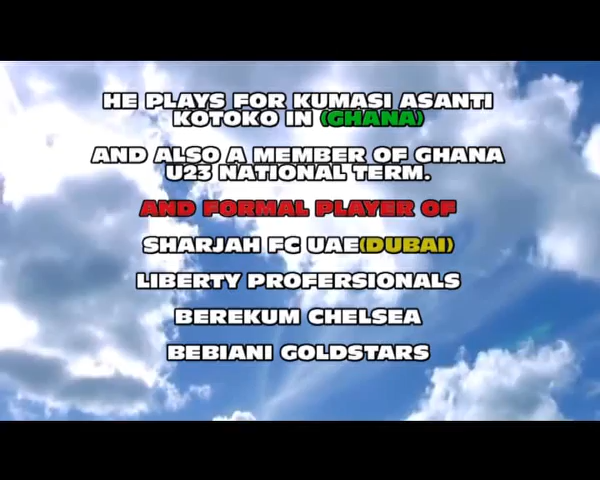 HE PLAYS FOR KUMASI ASANTI
KOTOKO IN (GHANA)
AND ALSO A MEMBER OF GHANA
U23 NATIONAL TERM.
AND FORMAL PLAYER OF
SHARJAH FC UAE(DUBAI)
LIBERTY PROFERSIONALS
BEREKUM CHELSEA
BEBIANI GOLDSTARS